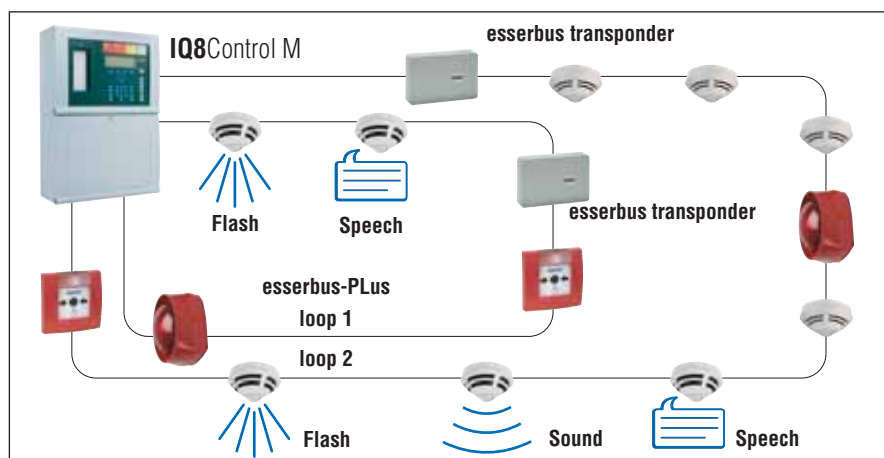 IQ8Control M
esserbus transponder
Flash
Speech
esserbus transponder
esserbus-PLus
loop 1
loop 2
Flash
Sound
Speech